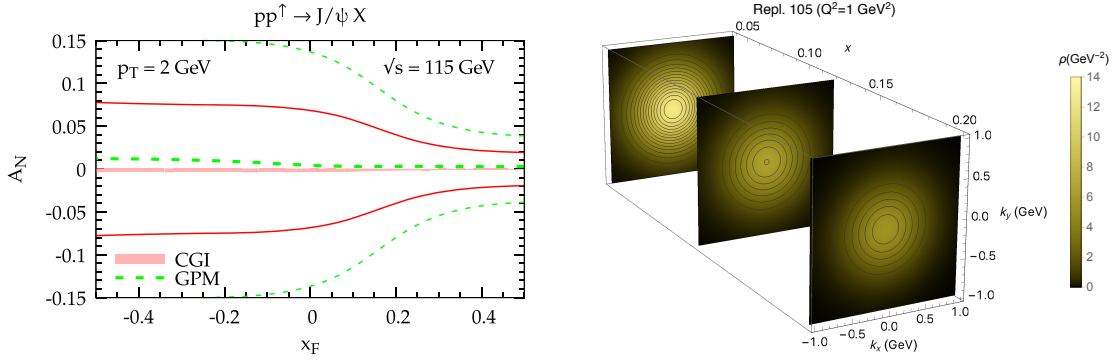 pp↑ → J/ψ X
0.15
0.10
0.05
0
-0.05
-0.1
-0.15
p_T = 2 GeV
√s = 115 GeV
A_N
CGI
GPM
-0.4
-0.2
0
0.2
0.4
x_F
Repl. 105 (Q²=1 GeV²)
0.05
0.10
x
0.15
0.20
1.0
0.5
0.0
k_y (GeV)
-0.5
-1.0
-1.0
-0.5
0.0
0.5
1.0
k_x (GeV)
ρ(GeV⁻²)
14
12
10
8
6
4
2
0